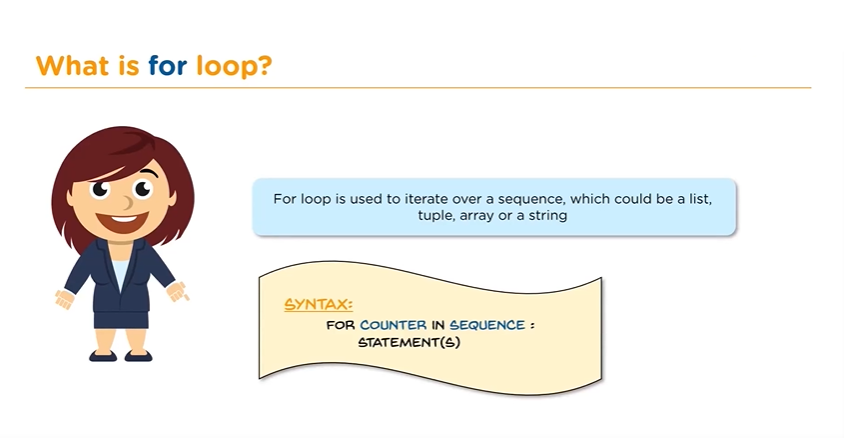 What is for loop?
For loop is used to iterate over a sequence, which could be a list,
tuple, array or a string
SYNTAX:
FOR COUNTER IN SEQUENCE :
STATEMENT(S)